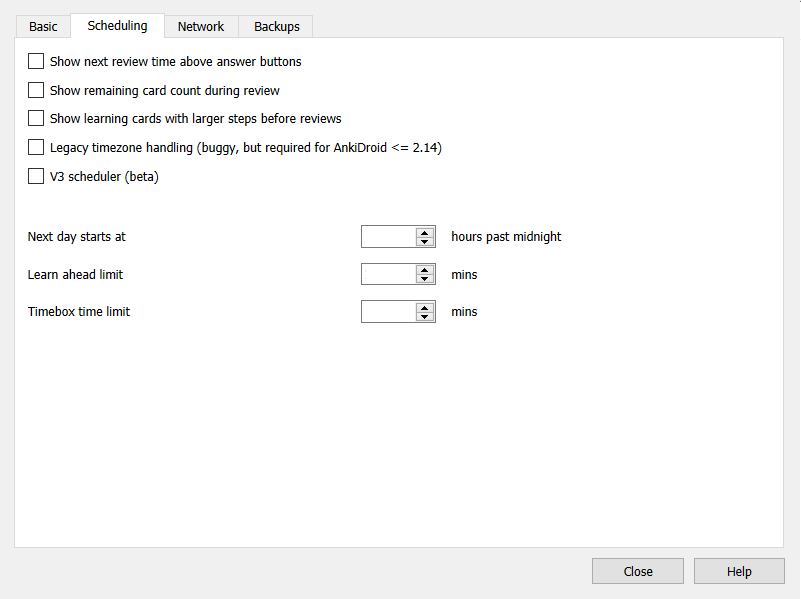 Basic Scheduling Network Backups
Show next review time above answer buttons
Show remaining card count during review
Show learning cards with larger steps before reviews
Legacy timezone handling (buggy, but required for AnkiDroid <= 2.14)
V3 scheduler (beta)
Next day starts at hours past midnight
Learn ahead limit mins
Timebox time limit mins
Close Help